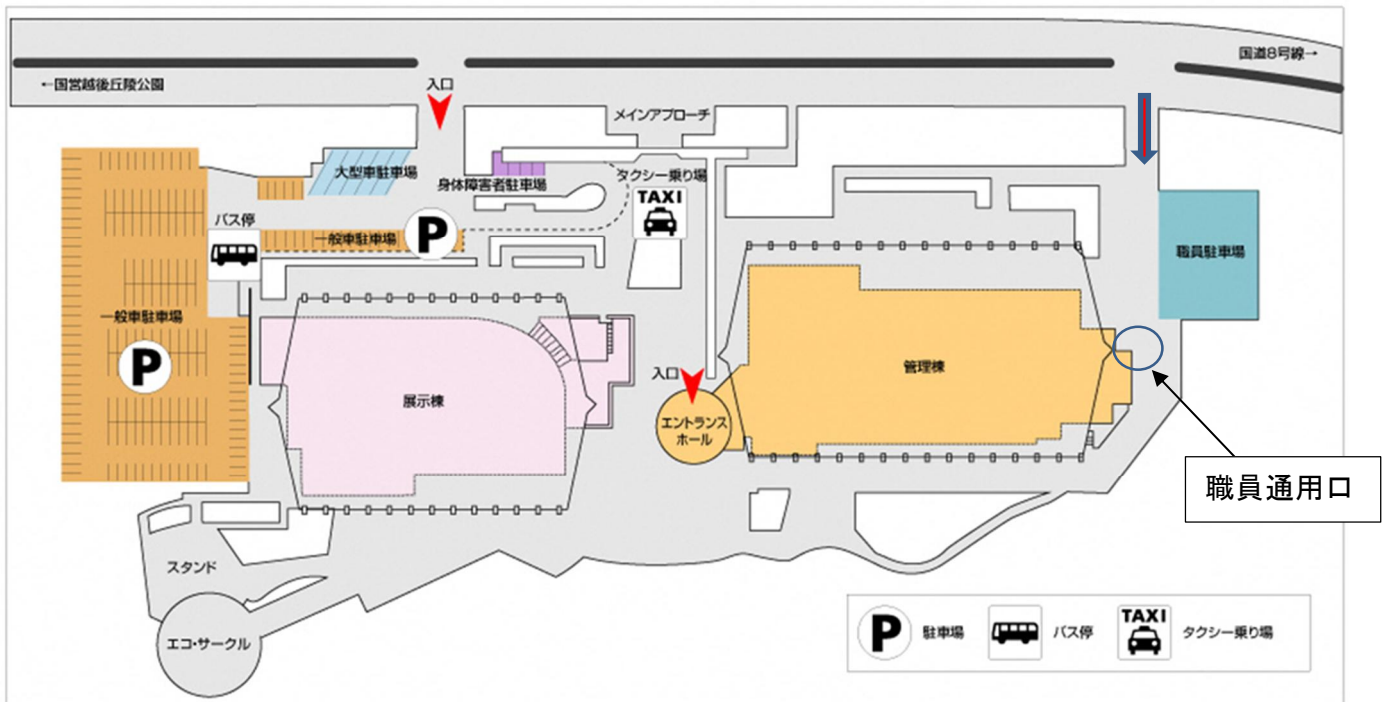 国道8号線→
←国営越後丘陵公園
入口
メインアプローチ
大型車駐車場
身体障害者駐車場
タクシー乗り場
TAXI
バス停
一般車駐車場
P
職員駐車場
一般車駐車場
P
入口
管理棟
展示棟
エントランス
ホール
職員通用口
スタンド
エコ・サークル
P
駐車場
バス停
TAXI
タクシー乗り場